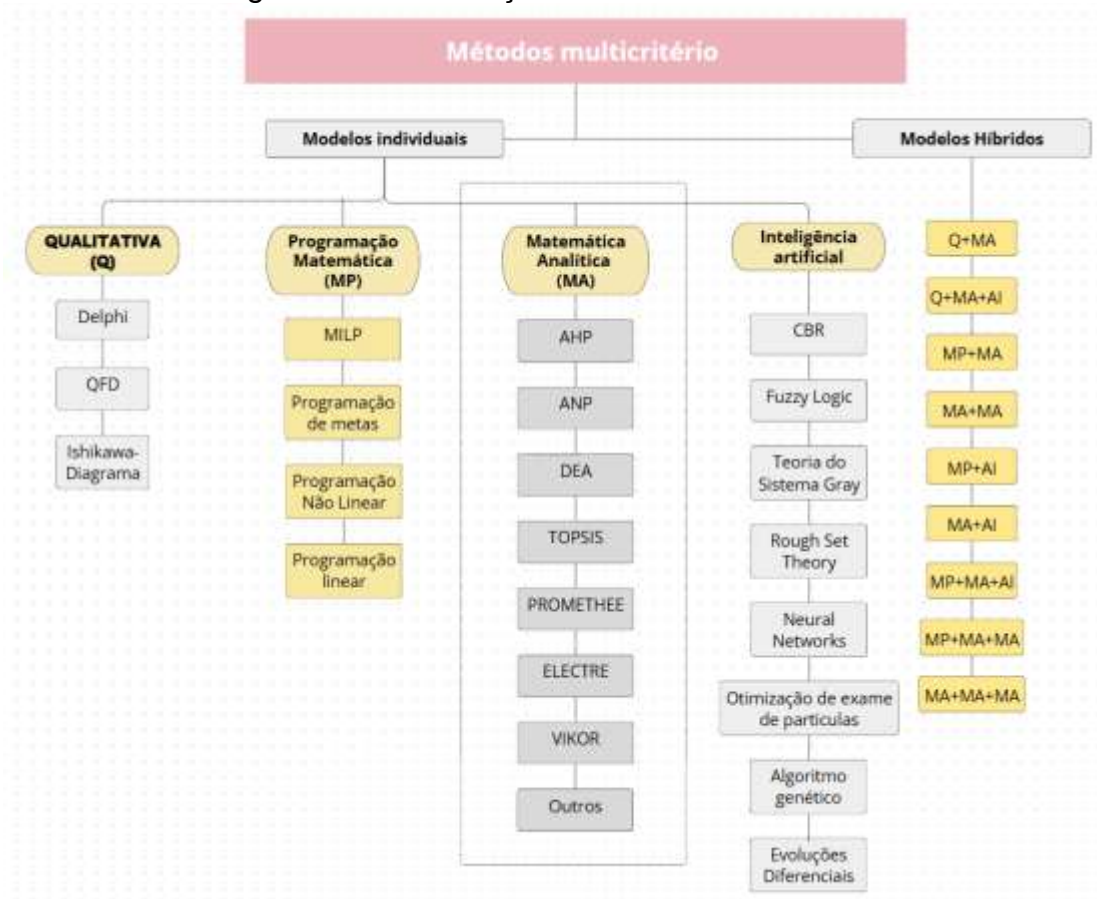 Métodos multicritério
Modelos individuais
Modelos Híbridos
QUALITATIVA
(Q)
Delphi
QFD
Ishikawa-
Diagrama
Programação
Matemática
(MP)
MILP
Programação
de metas
Programação
Não Linear
Programação
linear
Matemática
Analítica
(MA)
AHP
ANP
DEA
TOPSIS
PROMETHEE
ELECTRE
VIKOR
Outros
Inteligência
artificial
CBR
Fuzzy Logic
Teoria do
Sistema Gray
Rough Set
Theory
Neural
Networks
Otimização de exame
de particulas
Algoritmo
genético
Evoluções
Diferenciais
Q+MA
Q+MA+AI
MP+MA
MA+MA
MP+AI
MA+AI
MP+MA+AI
MP+MA+MA
MA+MA+MA